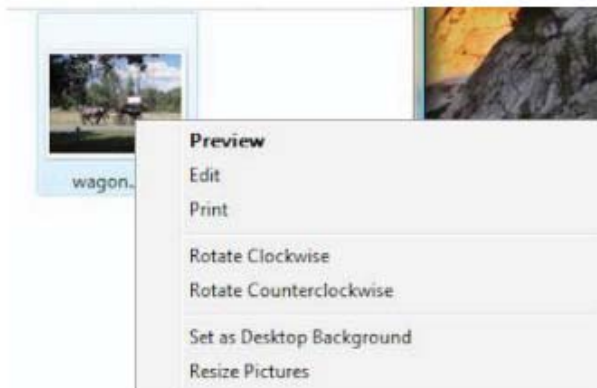 wagon.
Preview
Edit
Print
Rotate Clockwise
Rotate Counterclockwise
Set as Desktop Background
Resize Pictures